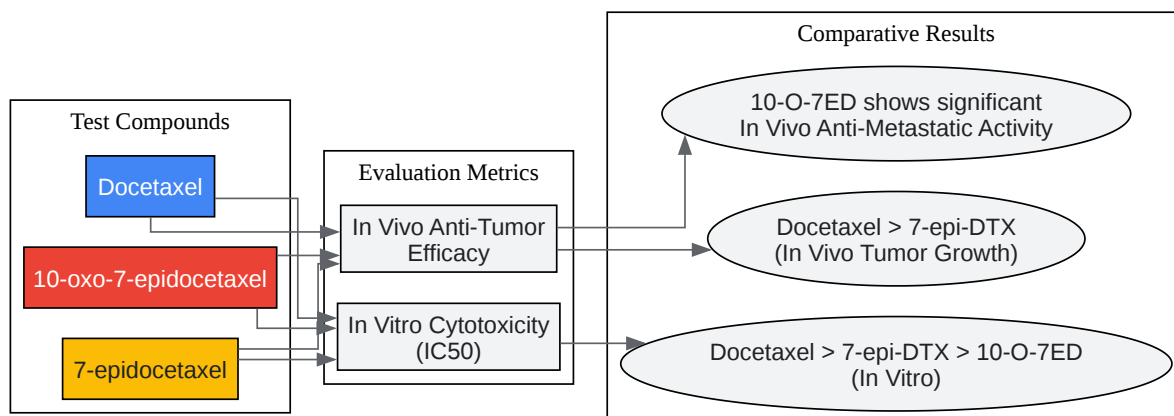 Test Compounds
Docetaxel
10-oxo-7-epidocetaxel
7-epidocetaxel
Evaluation Metrics
In Vivo Anti-Tumor
Efficacy
In Vitro Cytotoxicity
(IC50)
Comparative Results
10-O-7ED shows significant
In Vivo Anti-Metastatic Activity
Docetaxel > 7-epi-DTX
(In Vivo Tumor Growth)
Docetaxel > 7-epi-DTX > 10-O-7ED
(In Vitro)